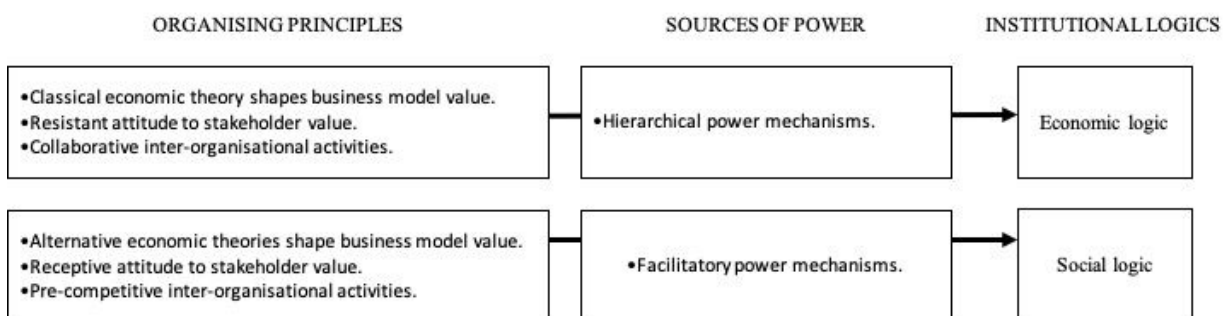 ORGANISING PRINCIPLES
SOURCES OF POWER
INSTITUTIONAL LOGICS
•Classical economic theory shapes business model value.
•Resistant attitude to stakeholder value.
•Collaborative inter-organisational activities.
•Hierarchical power mechanisms.
Economic logic
•Alternative economic theories shape business model value.
•Receptive attitude to stakeholder value.
•Pre-competitive inter-organisational activities.
•Facilitatory power mechanisms.
Social logic